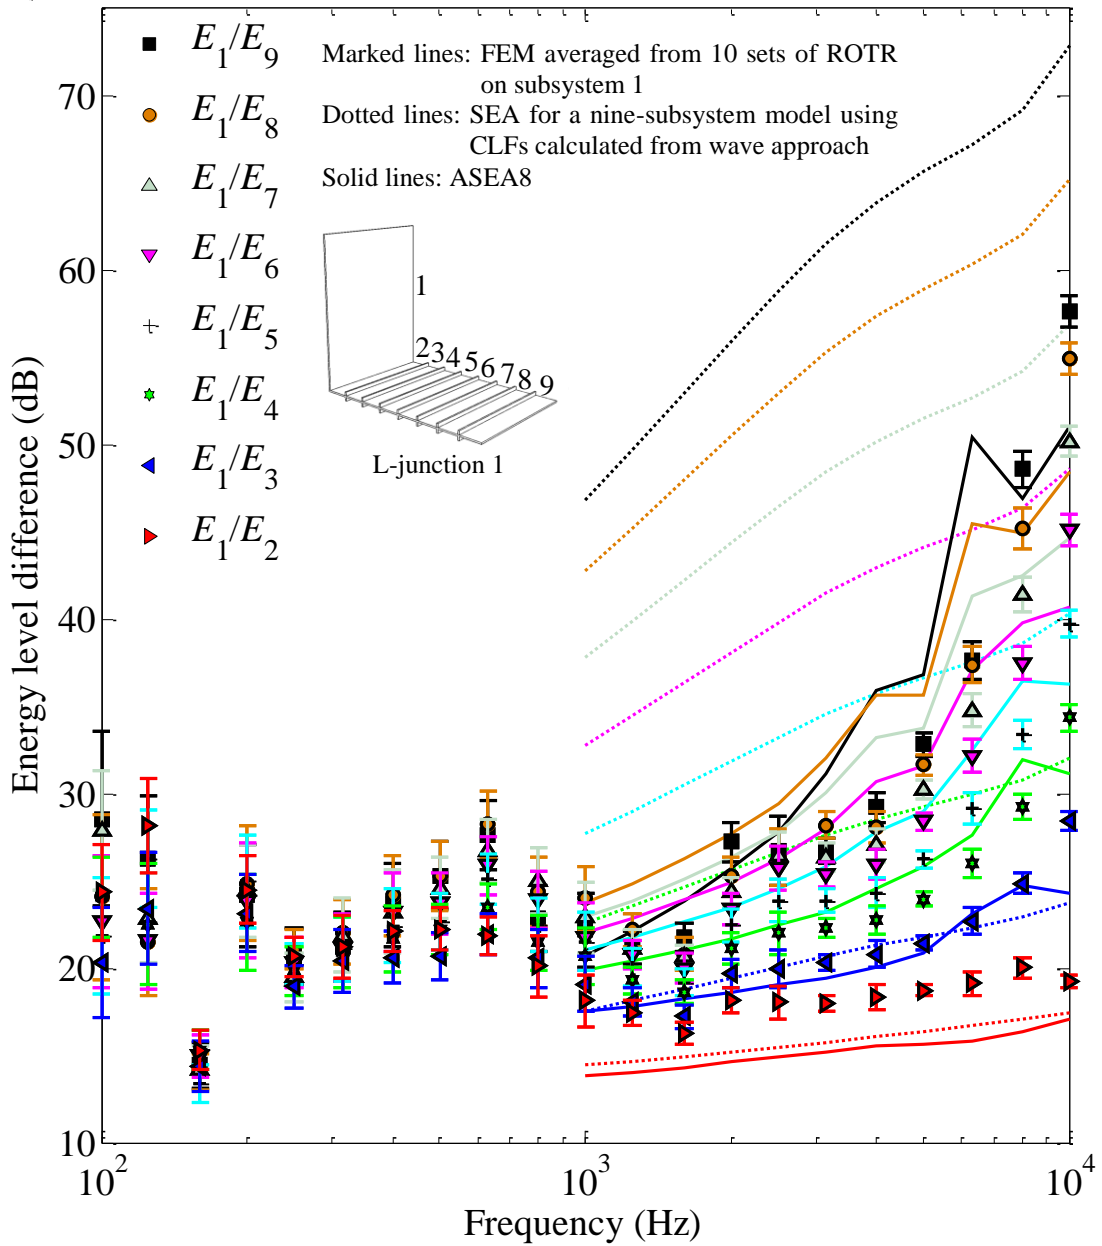 E1/E9
E1/E8
E1/E7
E1/E6
E1/E5
E1/E4
E1/E3
E1/E2
Marked lines: FEM averaged from 10 sets of ROTR
on subsystem 1
Dotted lines: SEA for a nine-subsystem model using
CLFs calculated from wave approach
Solid lines: ASEA8
1
2 3 4 5 6 7 8 9
L-junction 1
Energy level difference (dB)
70
60
50
40
30
20
10
10^2 10^3 10^4
Frequency (Hz)